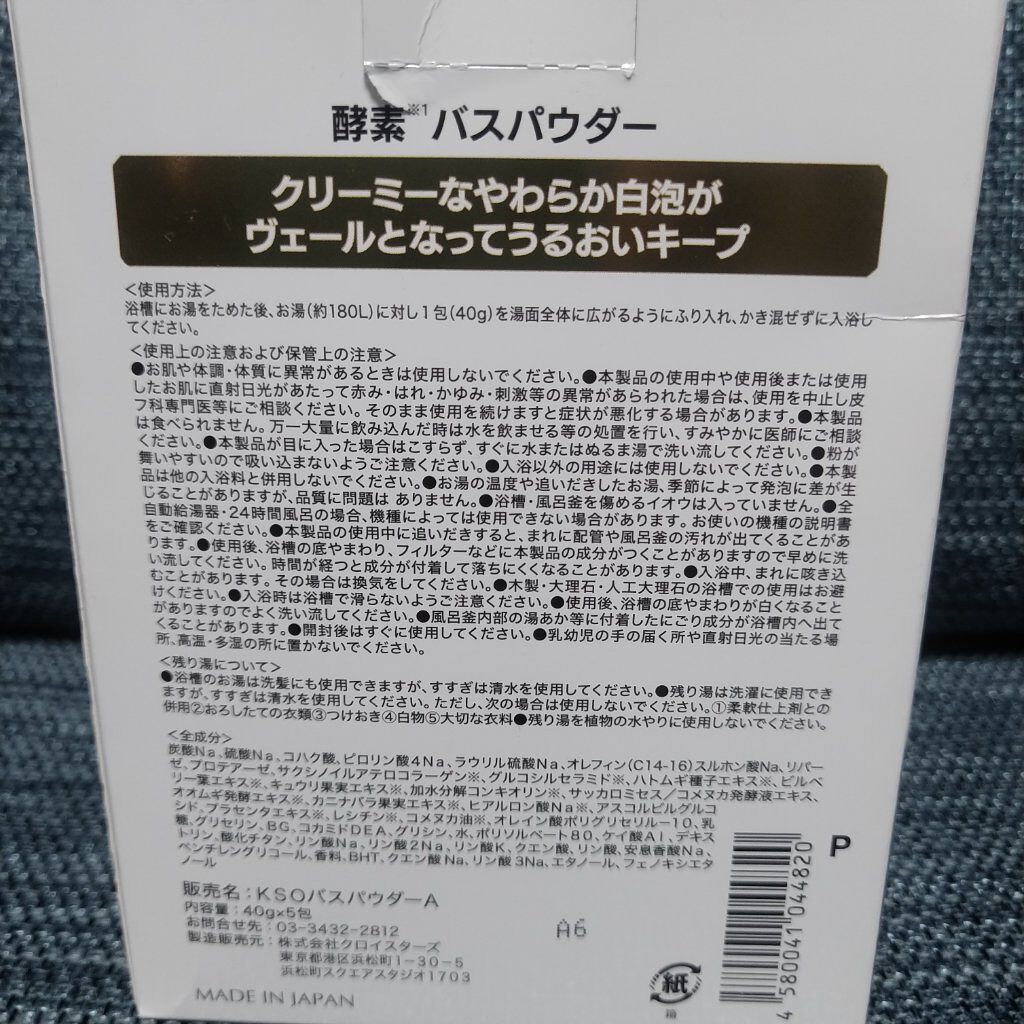 酵素※1バスパウダー
クリーミーなやわらか白泡が
ヴェールとなってうるおいキープ
＜使用方法＞
浴槽にお湯をためた後、お湯(約180L)に対し1包(40g)を湯面全体に広がるようにふり入れ、かき混ぜずに入浴し
てください。
＜使用上の注意および保管上の注意＞
●お肌や体調・体質に異常があるときは使用しないでください。●本製品の使用中や使用後または使用
したお肌に直射日光があたって赤み・はれ・かゆみ・刺激等の異常があらわれた場合は、使用を中止し皮
フ科専門医等にご相談ください。そのまま使用を続けますと症状が悪化する場合があります。●本製品
は食べられません。万一大量に飲み込んだ時は水を飲ませる等の処置を行い、すみやかに医師にご相談
ください。●本製品が目に入った場合はこすらず、すぐに水またはぬるま湯で洗い流してください。●粉が
舞いやすいので吸い込まないようご注意ください。●入浴以外の用途には使用しないでください。●本製
品は他の入浴料と併用しないでください。●お湯の温度や追いだきしたお湯、季節によって発泡に差が生
じることがありますが、品質に問題は ありません。●浴槽・風呂釜を傷めるイオウは入っていません。●全
自動給湯器・24時間風呂の場合、機種によっては使用できない場合があります。お使いの機種の説明書
をご確認ください。●本製品の使用中に追いだきすると、まれに配管や風呂釜の汚れが出てくることがあ
ります。●使用後、浴槽の底やまわり、フィルターなどに本製品の成分がつくことがありますので早めに洗
い流してください。時間が経つと成分が付着して落ちにくくなることがあります。●入浴中、まれに咳き込
むことがあります。その場合は換気をしてください。●木製・大理石・人工大理石の浴槽での使用はお避
けください。●入浴時は浴槽で滑らないようご注意ください。●使用後、浴槽の底やまわりが白くなること
がありますのでよく洗い流してください。●風呂釜内部の湯あか等に付着したにごり成分が浴槽内へ出て
くることがあります。●開封後はすぐに使用してください。●乳幼児の手の届く所や直射日光の当たる場
所、高温・多湿の所に置かないでください。
＜残り湯について＞
●浴槽のお湯は洗髪にも使用できますが、すすぎは清水を使用してください。●残り湯は洗濯に使用でき
ますが、すすぎは清水を使用してください。ただし、次の場合は使用しないでください。①柔軟仕上剤との
併用②おろしたての衣類③つけおき④白物⑤大切な衣料●残り湯を植物の水やりに使用しないでください。
＜全成分＞
炭酸Na、硫酸Na、コハク酸、ピロリン酸4Na、ラウリル硫酸Na、オレフィン(C14-16)スルホン酸Na、リパー
ゼ、プロテアーゼ、サクシノイルアテロコラーゲン※、グルコシルセラミド※、ハトムギ種子エキス※、ビルベ
リー葉エキス※、キュウリ果実エキス※、加水分解コンキオリン※、サッカロミセス／コメヌカ発酵液エキス、
オオムギ発酵エキス※、カニナバラ果実エキス※、ヒアルロン酸Na※、アスコルビルグルコ
シド、プラセンタエキス※、レシチン※、コメヌカ油※、オレイン酸ポリグリセリル-10、乳
糖、グリセリン、BG、コカミドDEA、グリシン、水、ポリソルベート80、ケイ酸Al、デキス
トリン、酸化チタン、リン酸Na、リン酸2Na、リン酸K、クエン酸、リン酸、安息香酸Na、
ペンチレングリコール、香料、BHT、クエン酸Na、リン酸3Na、エタノール、フェノキシエタ
ノール
販売名：KSOバスパウダーA
内容量：40g×5包
お問合せ先：03-3432-2812
製造販売元：株式会社クロイスターズ
東京都港区浜松町1-30-5
浜松町スクエアスタジオ1703
MADE IN JAPAN
A6
P
紙
箱
4 580041 044820